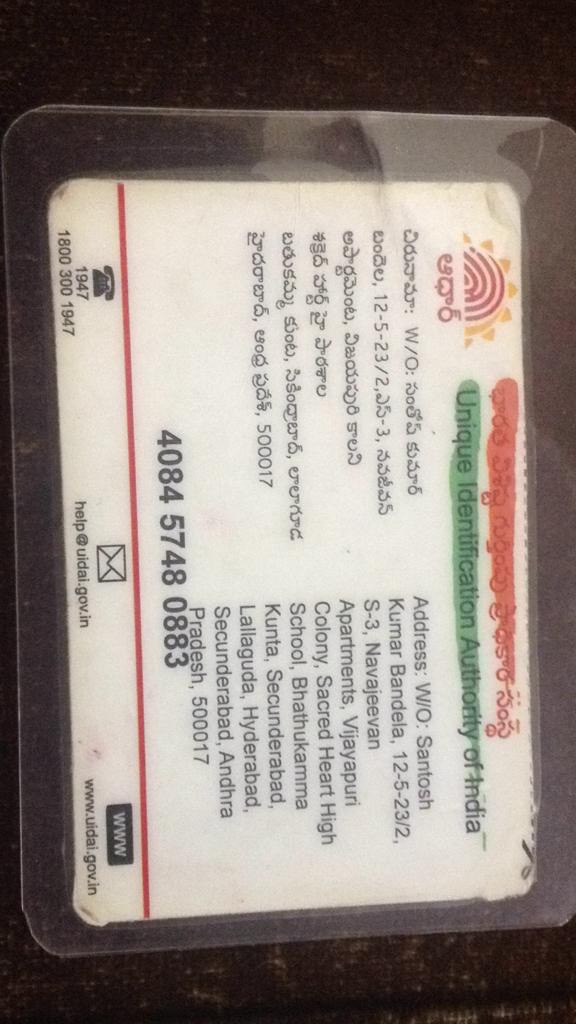 భారత విశిష్ట గుర్తింపు ప్రాధికార సంస్థ
Unique Identification Authority of India
ఆధార్
చిరునామా: W/O: సంతోష్ కుమార్
బండెల, 12-5-23/2,ఎస్-3, నవజీవన్
అపార్ట్మెంట, విజయపురి కాలని
శక్రెడ్ హార్ట్ హై పాఠశాల
బతుకమ్మ కుంట, సికింద్రాబాద్, లాలాగూడ
హైదరాబాద్, ఆంధ్ర ప్రదేశ్, 500017
Address: W/O: Santosh
Kumar Bandela, 12-5-23/2,
S-3, Navajeevan
Apartments, Vijayapuri
Colony, Sacred Heart High
School, Bhathukamma
Kunta, Secunderabad,
Lallaguda, Hyderabad,
Secunderabad, Andhra
Pradesh, 500017
4084 5748 0883
1947
1800 300 1947
help@uidai.gov.in
www
www.uidai.gov.in